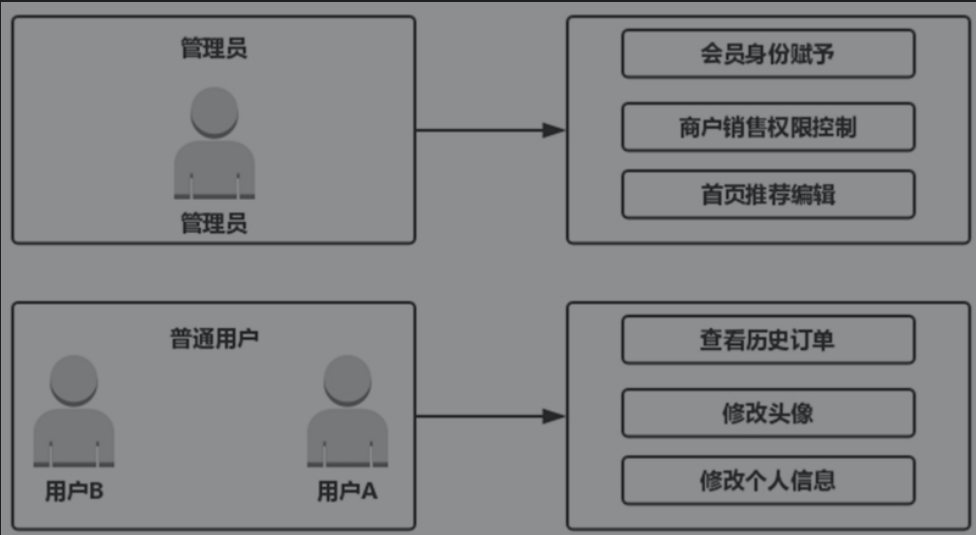 管理员
管理员
会员身份赋予
商户销售权限控制
首页推荐编辑
普通用户
用户B
用户A
查看历史订单
修改头像
修改个人信息